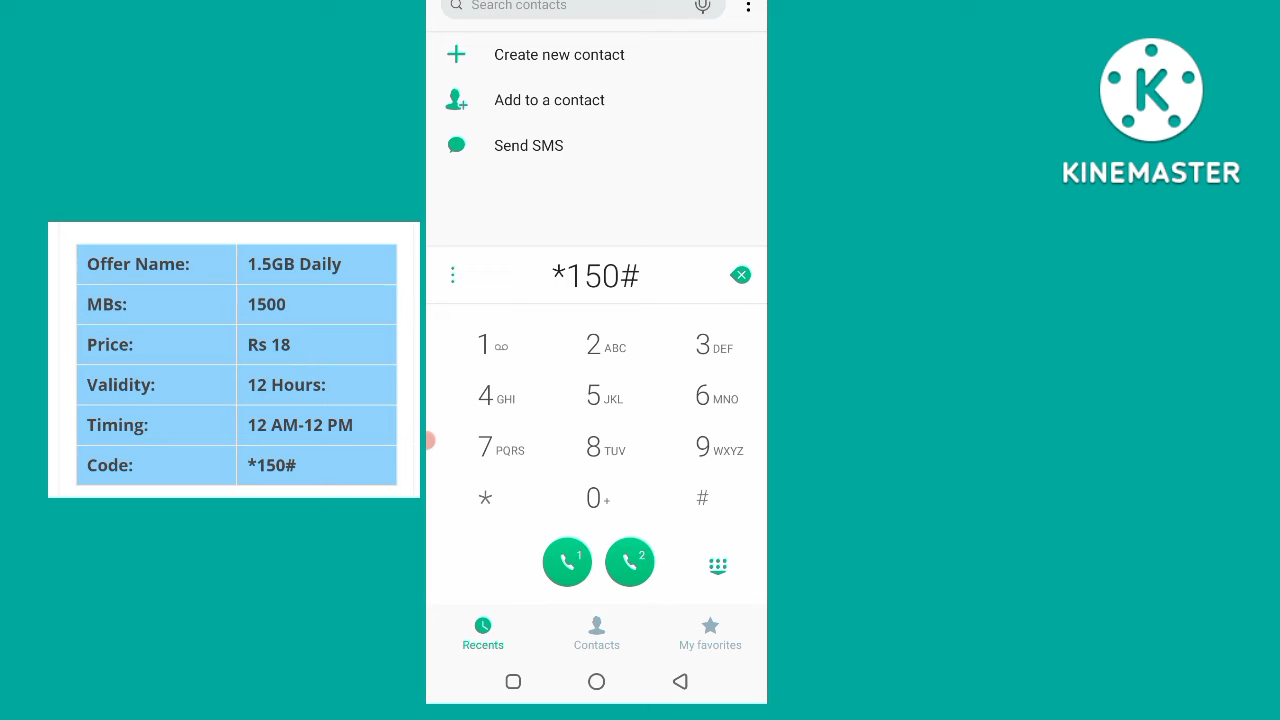 Search contacts
Create new contact
Add to a contact
Send SMS
K
KINEMASTER
Offer Name: 1.5GB Daily
MBs: 1500
Price: Rs 18
Validity: 12 Hours:
Timing: 12 AM-12 PM
Code: *150#
*150#
1 2 ABC 3 DEF
4 GHI 5 JKL 6 MNO
7 PQRS 8 TUV 9 WXYZ
* 0 + #
1 2
Recents Contacts My favorites